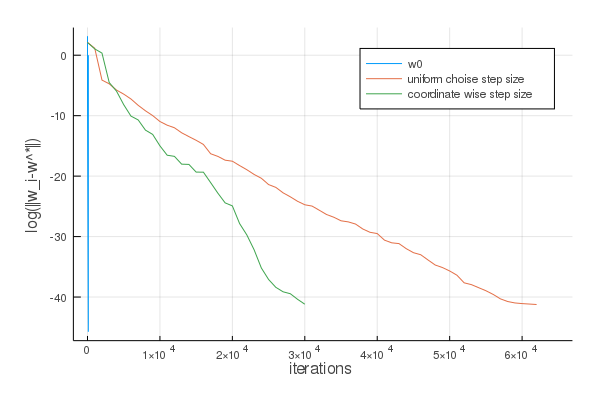 w0
uniform choise step size
coordinate wise step size
log(‖w_i-w^*‖)
0
-10
-20
-30
-40
0
1×10 4
2×10 4
3×10 4
4×10 4
5×10 4
6×10 4
iterations